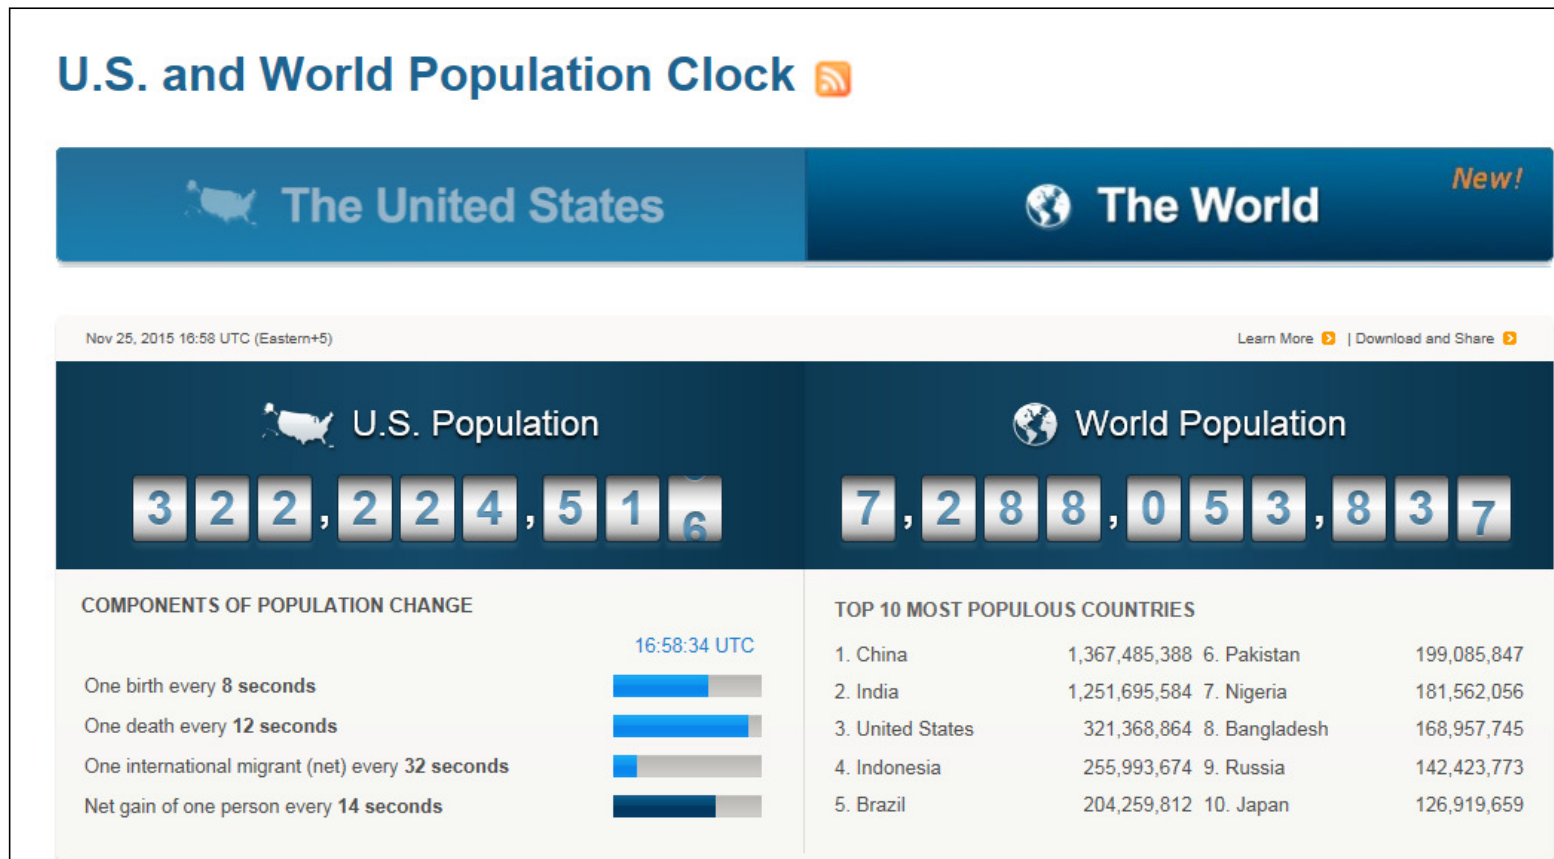 U.S. and World Population Clock
The United States
The World
New!
Nov 25, 2015 16:58 UTC (Eastern+5)
Learn More | Download and Share
U.S. Population
322,224,516
World Population
7,288,053,837
COMPONENTS OF POPULATION CHANGE
16:58:34 UTC
One birth every 8 seconds
One death every 12 seconds
One international migrant (net) every 32 seconds
Net gain of one person every 14 seconds
TOP 10 MOST POPULOUS COUNTRIES
1. China 1,367,485,388 6. Pakistan 199,085,847
2. India 1,251,695,584 7. Nigeria 181,562,056
3. United States 321,368,864 8. Bangladesh 168,957,745
4. Indonesia 255,993,674 9. Russia 142,423,773
5. Brazil 204,259,812 10. Japan 126,919,659